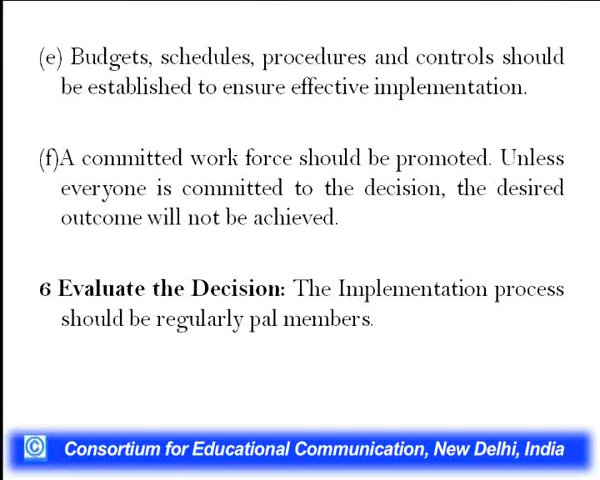 (e) Budgets, schedules, procedures and controls should
be established to ensure effective implementation.
(f)A committed work force should be promoted. Unless
everyone is committed to the decision, the desired
outcome will not be achieved.
6 Evaluate the Decision: The Implementation process
should be regularly pal members.
© Consortium for Educational Communication, New Delhi, India